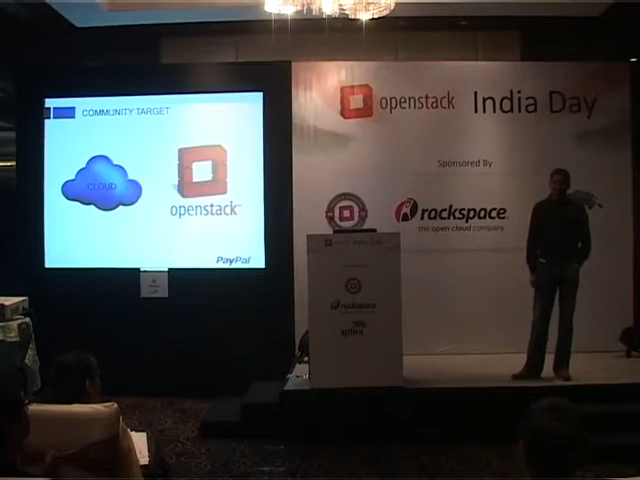 COMMUNITY TARGET
CLOUD
openstack
PayPal
openstack India Day
Sponsored By
rackspace
the open cloud company
rackspace
aptira